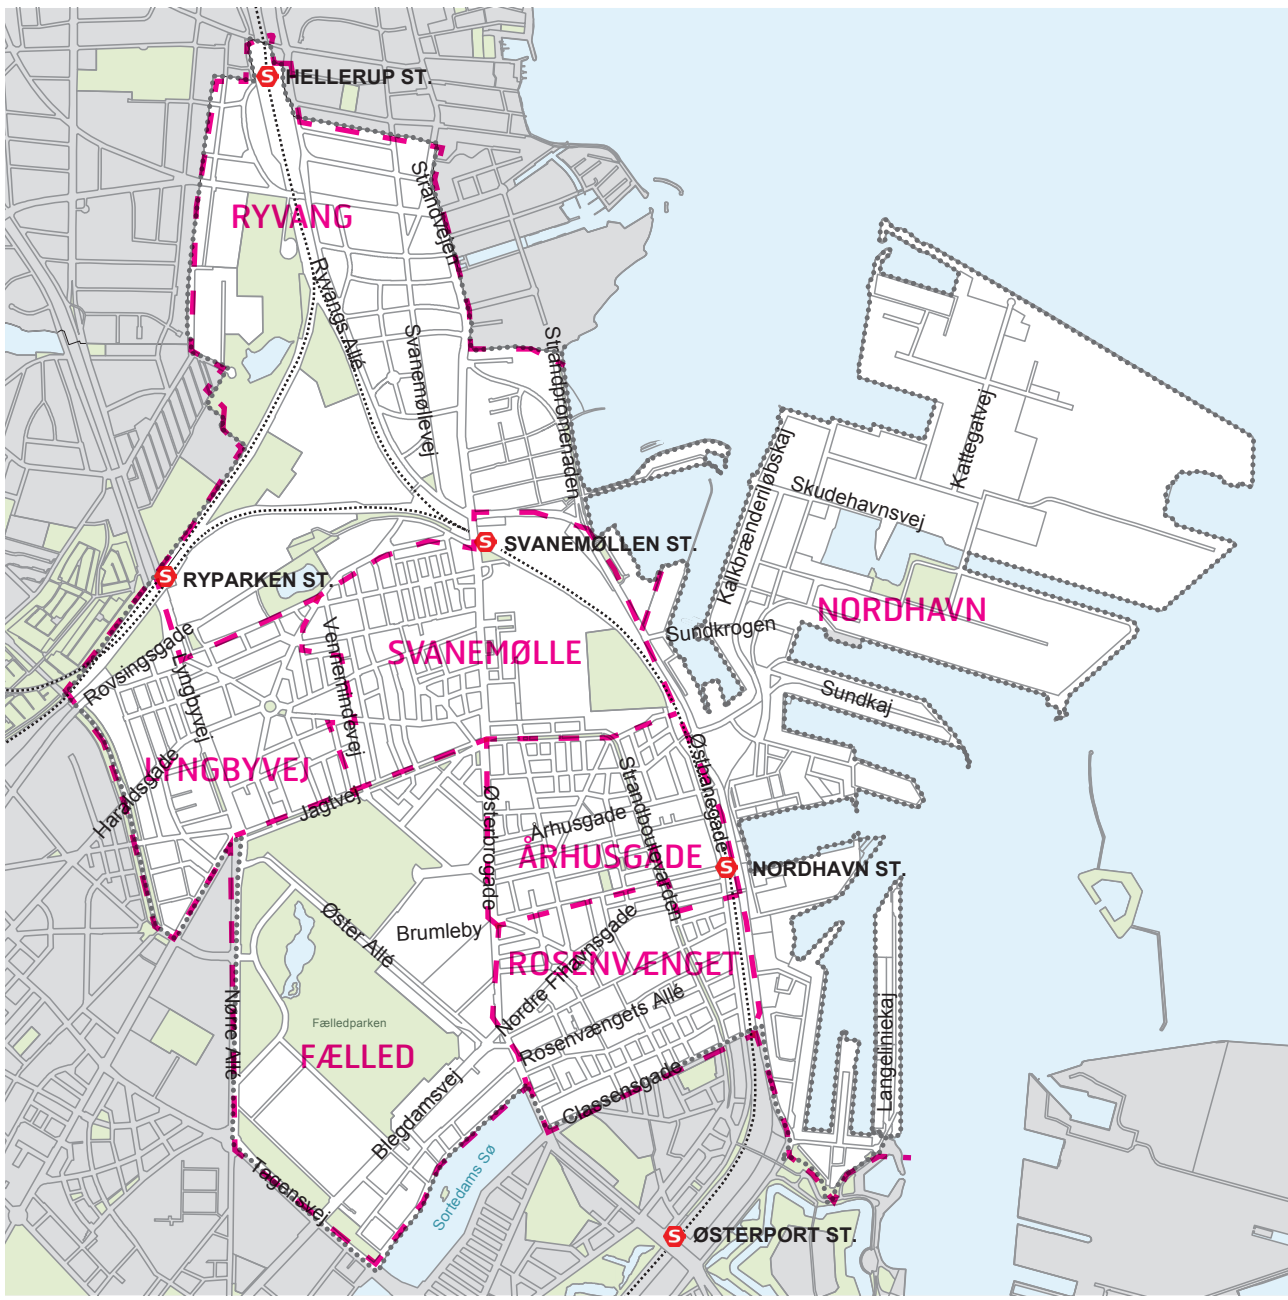 S HELLERUP ST.
Strandvejen
RYVANG
Ryvangs Allé
Svanemøllevej
Strandpromenaden
Kattegatvej
Kalkbrænderiløbskaj
Skudehavnsvej
S SVANEMØLLEN ST.
S RYPARKEN ST.
NORDHAVN
Sundkrogen
Rovsingsgade
Lyngbyvej
Vennemindevej
SVANEMØLLE
Sundkaj
LYNGBYVEJ
Haraldsgade
Jagtvej
Østbanegade
Strandboulevarden
Østerbrogade
Århusgade
ÅRHUSGADE
S NORDHAVN ST.
Øster Allé
Brumleby
Nordre Frihavnsgade
ROSENVÆNGET
Rosenvængets Allé
Nørre Allé
Fælledparken
FÆLLED
Langeliniekaj
Classensgade
Blegdamsvej
Tagensvej
Sortedams Sø
S ØSTERPORT ST.